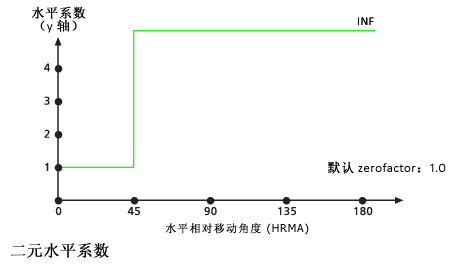 水平系数
(y 轴)
INF
4
3
2
1
默认 zerofactor：1.0
0 45 90 135 180
水平相对移动角度 (HRMA)
二元水平系数